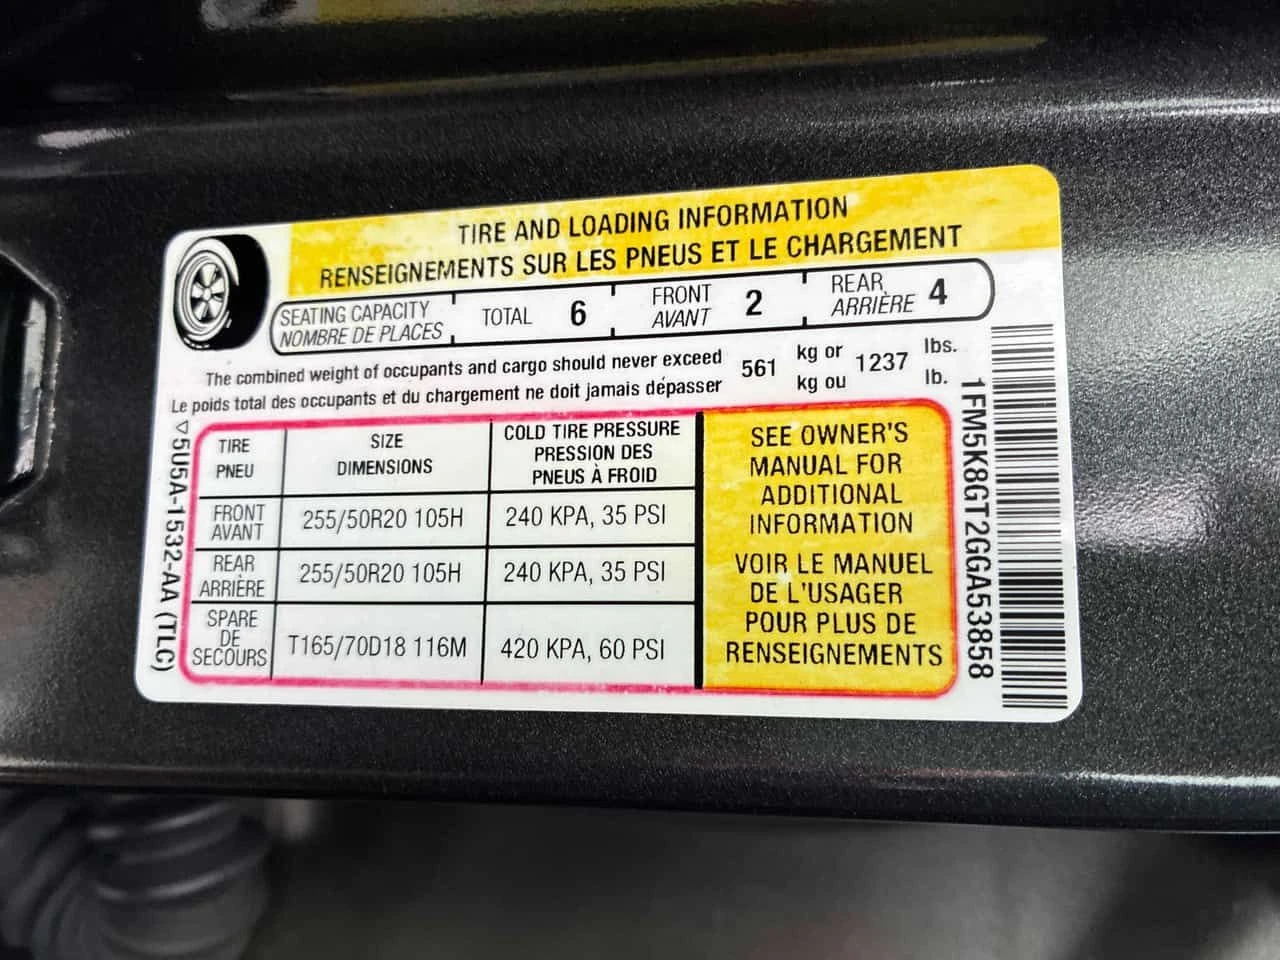 TIRE AND LOADING INFORMATION
RENSEIGNEMENTS SUR LES PNEUS ET LE CHARGEMENT
SEATING CAPACITY TOTAL 6 FRONT 2 REAR 4
NOMBRE DE PLACES AVANT ARRIÈRE
The combined weight of occupants and cargo should never exceed 561 kg or 1237 lbs.
Le poids total des occupants et du chargement ne doit jamais dépasser kg ou lb.
TIRE
PNEU
SIZE
DIMENSIONS
COLD TIRE PRESSURE
PRESSION DES
PNEUS À FROID
FRONT
AVANT
255/50R20 105H
240 KPA, 35 PSI
REAR
ARRIÈRE
255/50R20 105H
240 KPA, 35 PSI
SPARE
DE
SECOURS
T165/70D18 116M
420 KPA, 60 PSI
SEE OWNER'S
MANUAL FOR
ADDITIONAL
INFORMATION
VOIR LE MANUEL
DE L'USAGER
POUR PLUS DE
RENSEIGNEMENTS
▽5U5A-1532-AA (TLC)
1FM5K8GT2GGA53858